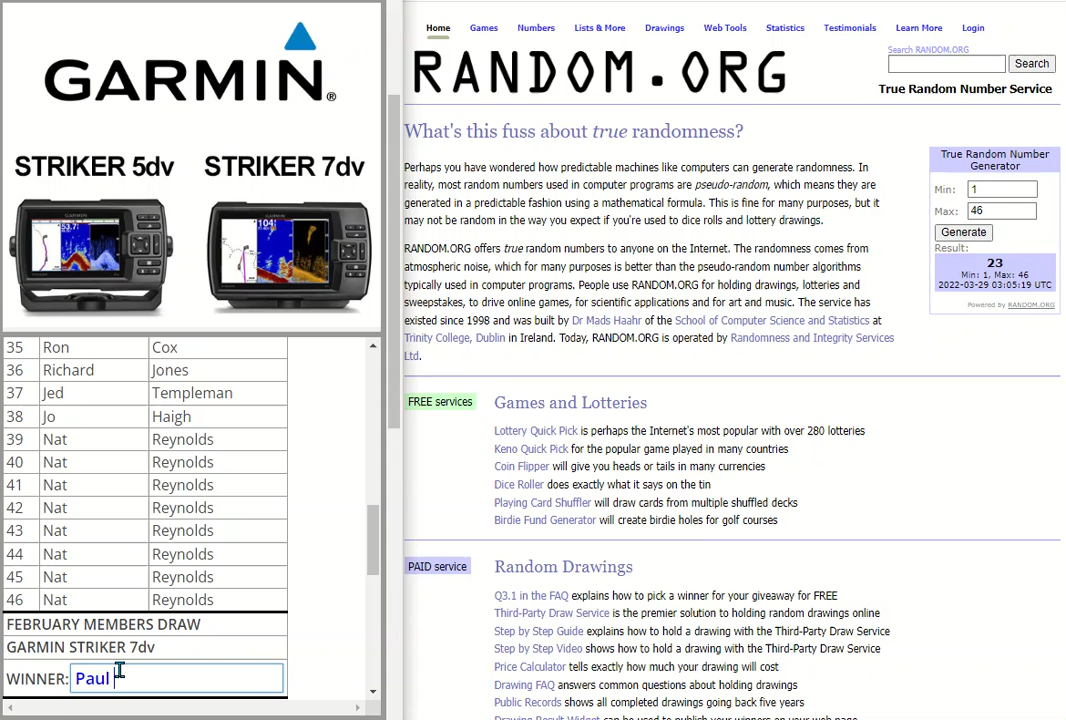 GARMIN®
STRIKER 5dv STRIKER 7dv
35 Ron Cox
36 Richard Jones
37 Jed Templeman
38 Jo Haigh
39 Nat Reynolds
40 Nat Reynolds
41 Nat Reynolds
42 Nat Reynolds
43 Nat Reynolds
44 Nat Reynolds
45 Nat Reynolds
46 Nat Reynolds
FEBRUARY MEMBERS DRAW
GARMIN STRIKER 7dv
WINNER: Paul
Home Games Numbers Lists & More Drawings Web Tools Statistics Testimonials Learn More Login
RANDOM.ORG
Search RANDOM.ORG
Search
True Random Number Service
What's this fuss about true randomness?
Perhaps you have wondered how predictable machines like computers can generate randomness. In
reality, most random numbers used in computer programs are pseudo-random, which means they are
generated in a predictable fashion using a mathematical formula. This is fine for many purposes, but it
may not be random in the way you expect if you're used to dice rolls and lottery drawings.
RANDOM.ORG offers true random numbers to anyone on the Internet. The randomness comes from
atmospheric noise, which for many purposes is better than the pseudo-random number algorithms
typically used in computer programs. People use RANDOM.ORG for holding drawings, lotteries and
sweepstakes, to drive online games, for scientific applications and for art and music. The service has
existed since 1998 and was built by Dr Mads Haahr of the School of Computer Science and Statistics at
Trinity College, Dublin in Ireland. Today, RANDOM.ORG is operated by Randomness and Integrity Services
Ltd.
True Random Number
Generator
Min: 1
Max: 46
Generate
Result:
23
Min: 1, Max: 46
2022-03-29 03:05:19 UTC
Powered by RANDOM.ORG
FREE services
Games and Lotteries
Lottery Quick Pick is perhaps the Internet's most popular with over 280 lotteries
Keno Quick Pick for the popular game played in many countries
Coin Flipper will give you heads or tails in many currencies
Dice Roller does exactly what it says on the tin
Playing Card Shuffler will draw cards from multiple shuffled decks
Birdie Fund Generator will create birdie holes for golf courses
PAID service
Random Drawings
Q3.1 in the FAQ explains how to pick a winner for your giveaway for FREE
Third-Party Draw Service is the premier solution to holding random drawings online
Step by Step Guide explains how to hold a drawing with the Third-Party Draw Service
Step by Step Video shows how to hold a drawing with the Third-Party Draw Service
Price Calculator tells exactly how much your drawing will cost
Drawing FAQ answers common questions about holding drawings
Public Records shows all completed drawings going back five years
Drawing Result Widget can be used to publish your winners on your web page